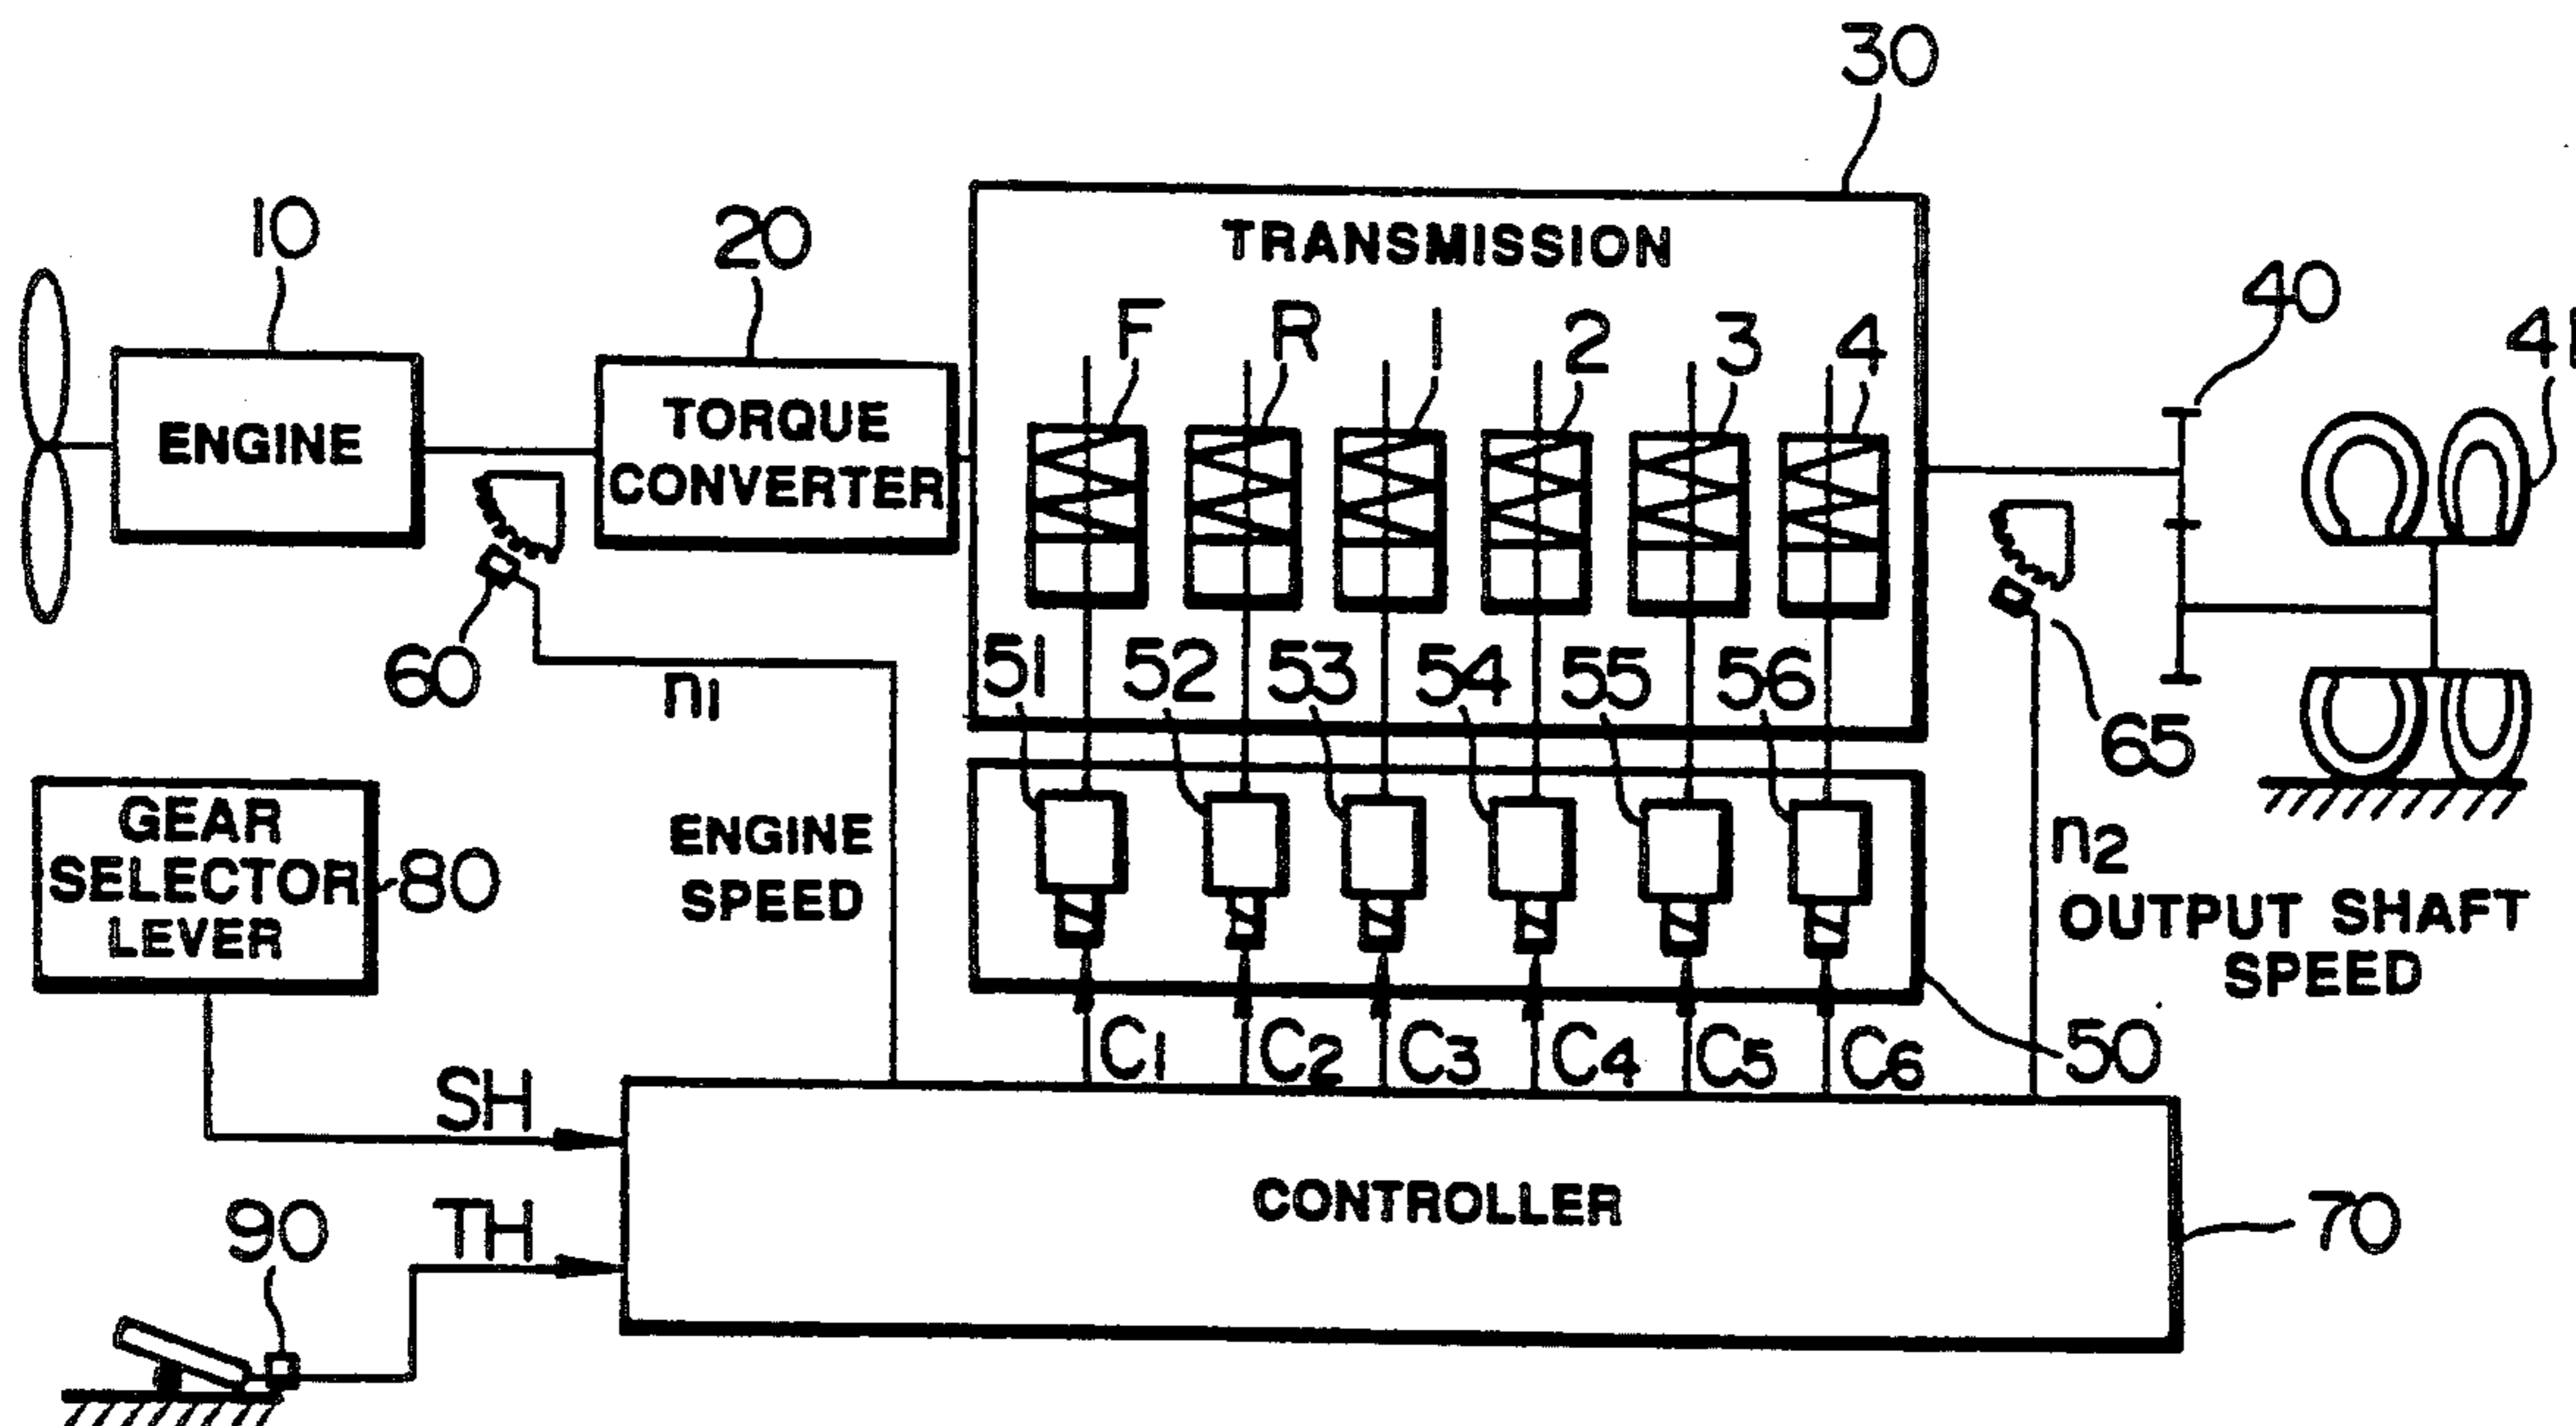 30
10
20
TRANSMISSION
40
41
F R 1 2 3 4
ENGINE
TORQUE
CONVERTER
60
n1
51 52 53 54 55 56
65
GEAR
SELECTOR
LEVER
80
ENGINE
SPEED
n2
OUTPUT SHAFT
SPEED
50
C1 C2 C3 C4 C5 C6
SH
TH
90
CONTROLLER
70